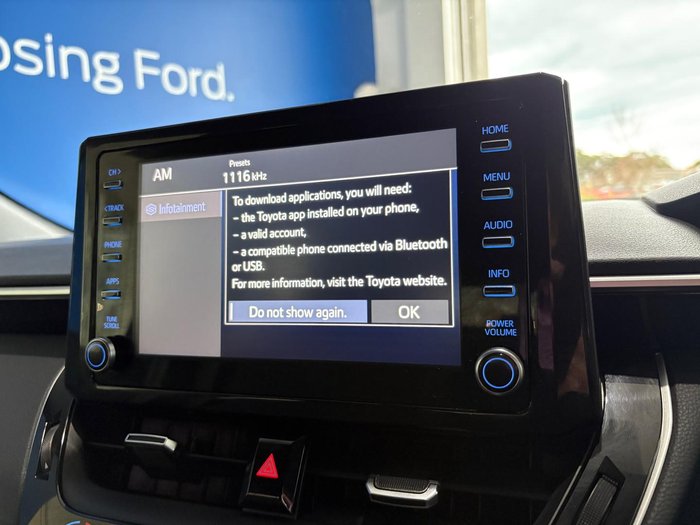 osing Ford.
CH >
< TRACK
PHONE
APPS
TUNE
SCROLL
AM
Presets
1116 kHz
Infotainment
To download applications, you will need:
– the Toyota app installed on your phone,
– a valid account,
– a compatible phone connected via Bluetooth
or USB.
For more information, visit the Toyota website.
Do not show again.
OK
HOME
MENU
AUDIO
INFO
POWER
VOLUME